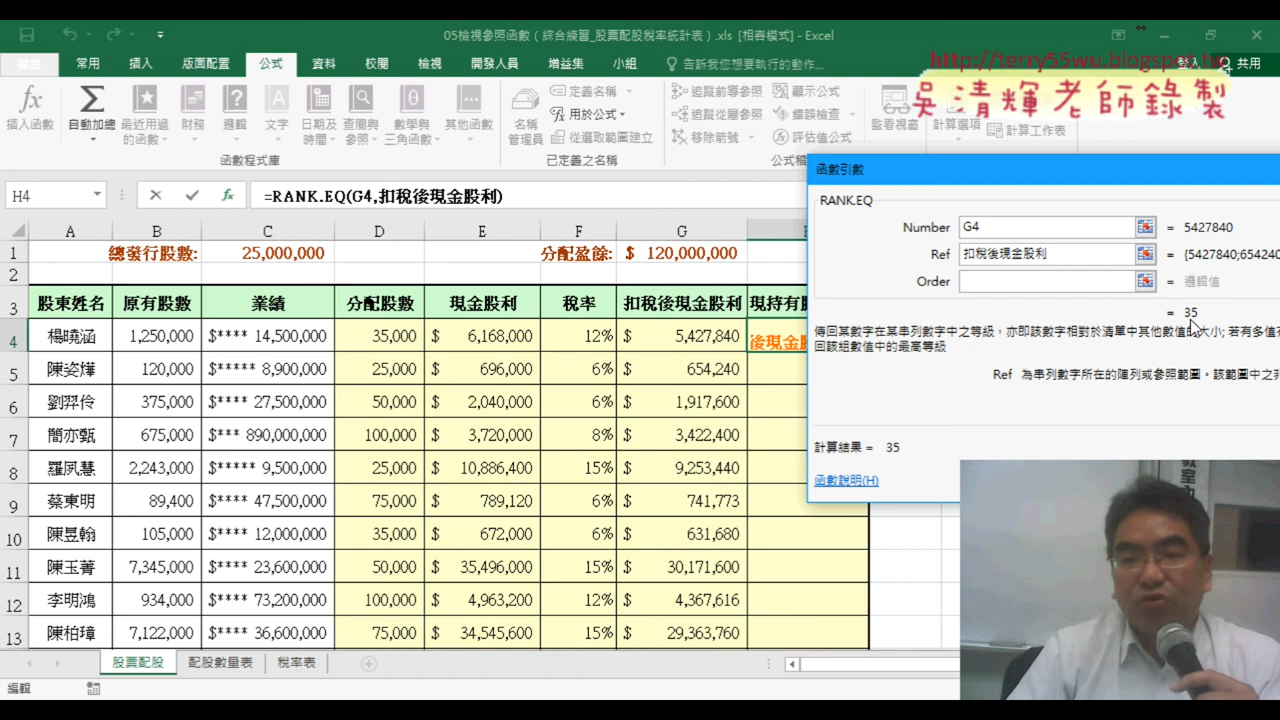 05檢視參照函數（綜合練習_股票配股稅率統計表）.xls [相容模式] - Excel
常用 插入 版面配置 公式 資料 校閱 檢視 開發人員 增益集 小組 告訴我您想要執行的動作... 登入 共用
http://terry55wu.blogspot.tw
吳清輝老師錄製
插入函數 自動加總 最近用過的函數 財務 邏輯 文字 日期及時間 查閱與參照 數學與三角函數 其他函數 名稱管理員 定義名稱 用於公式 從選取範圍建立 追蹤前導參照 追蹤從屬參照 移除箭號 顯示公式 錯誤檢查 評估值公式 監看視窗 計算選項 計算工作表
函數程式庫 已定義之名稱
H4 fx =RANK.EQ(G4,扣稅後現金股利)
A B C D E F G
1 總發行股數: 25,000,000 分配盈餘: $ 120,000,000
2
3 股東姓名 原有股數 業績 分配股數 現金股利 稅率 扣稅後現金股利 現持有股
4 楊曉涵 1,250,000 $**** 14,500,000 35,000 $ 6,168,000 12% $ 5,427,840 後現金股
5 陳姿燁 120,000 $***** 8,900,000 25,000 $ 696,000 6% $ 654,240
6 劉羿伶 375,000 $**** 27,500,000 50,000 $ 2,040,000 6% $ 1,917,600
7 簡亦甄 675,000 $*** 890,000,000 100,000 $ 3,720,000 8% $ 3,422,400
8 羅夙慧 2,243,000 $***** 9,500,000 25,000 $ 10,886,400 15% $ 9,253,440
9 蔡東明 89,400 $**** 47,500,000 75,000 $ 789,120 6% $ 741,773
10 陳昱翰 105,000 $**** 12,000,000 35,000 $ 672,000 6% $ 631,680
11 陳玉菁 7,345,000 $**** 23,600,000 50,000 $ 35,496,000 15% $ 30,171,600
12 李明鴻 934,000 $**** 73,200,000 100,000 $ 4,963,200 12% $ 4,367,616
13 陳柏璋 7,122,000 $**** 36,600,000 75,000 $ 34,545,600 15% $ 29,363,760
函數引數
RANK.EQ
Number G4 = 5427840
Ref 扣稅後現金股利 = {5427840;654240
Order = 邏輯值
= 35
傳回某數字在某串列數字中之等級，亦即該數字相對於清單中其他數值的大小; 若有多值有
回該組數值中的最高等級
Ref 為串列數字所在的陣列或參照範圍。該範圍中之非
計算結果 = 35
函數說明(H)
股票配股 配股數量表 稅率表
編輯